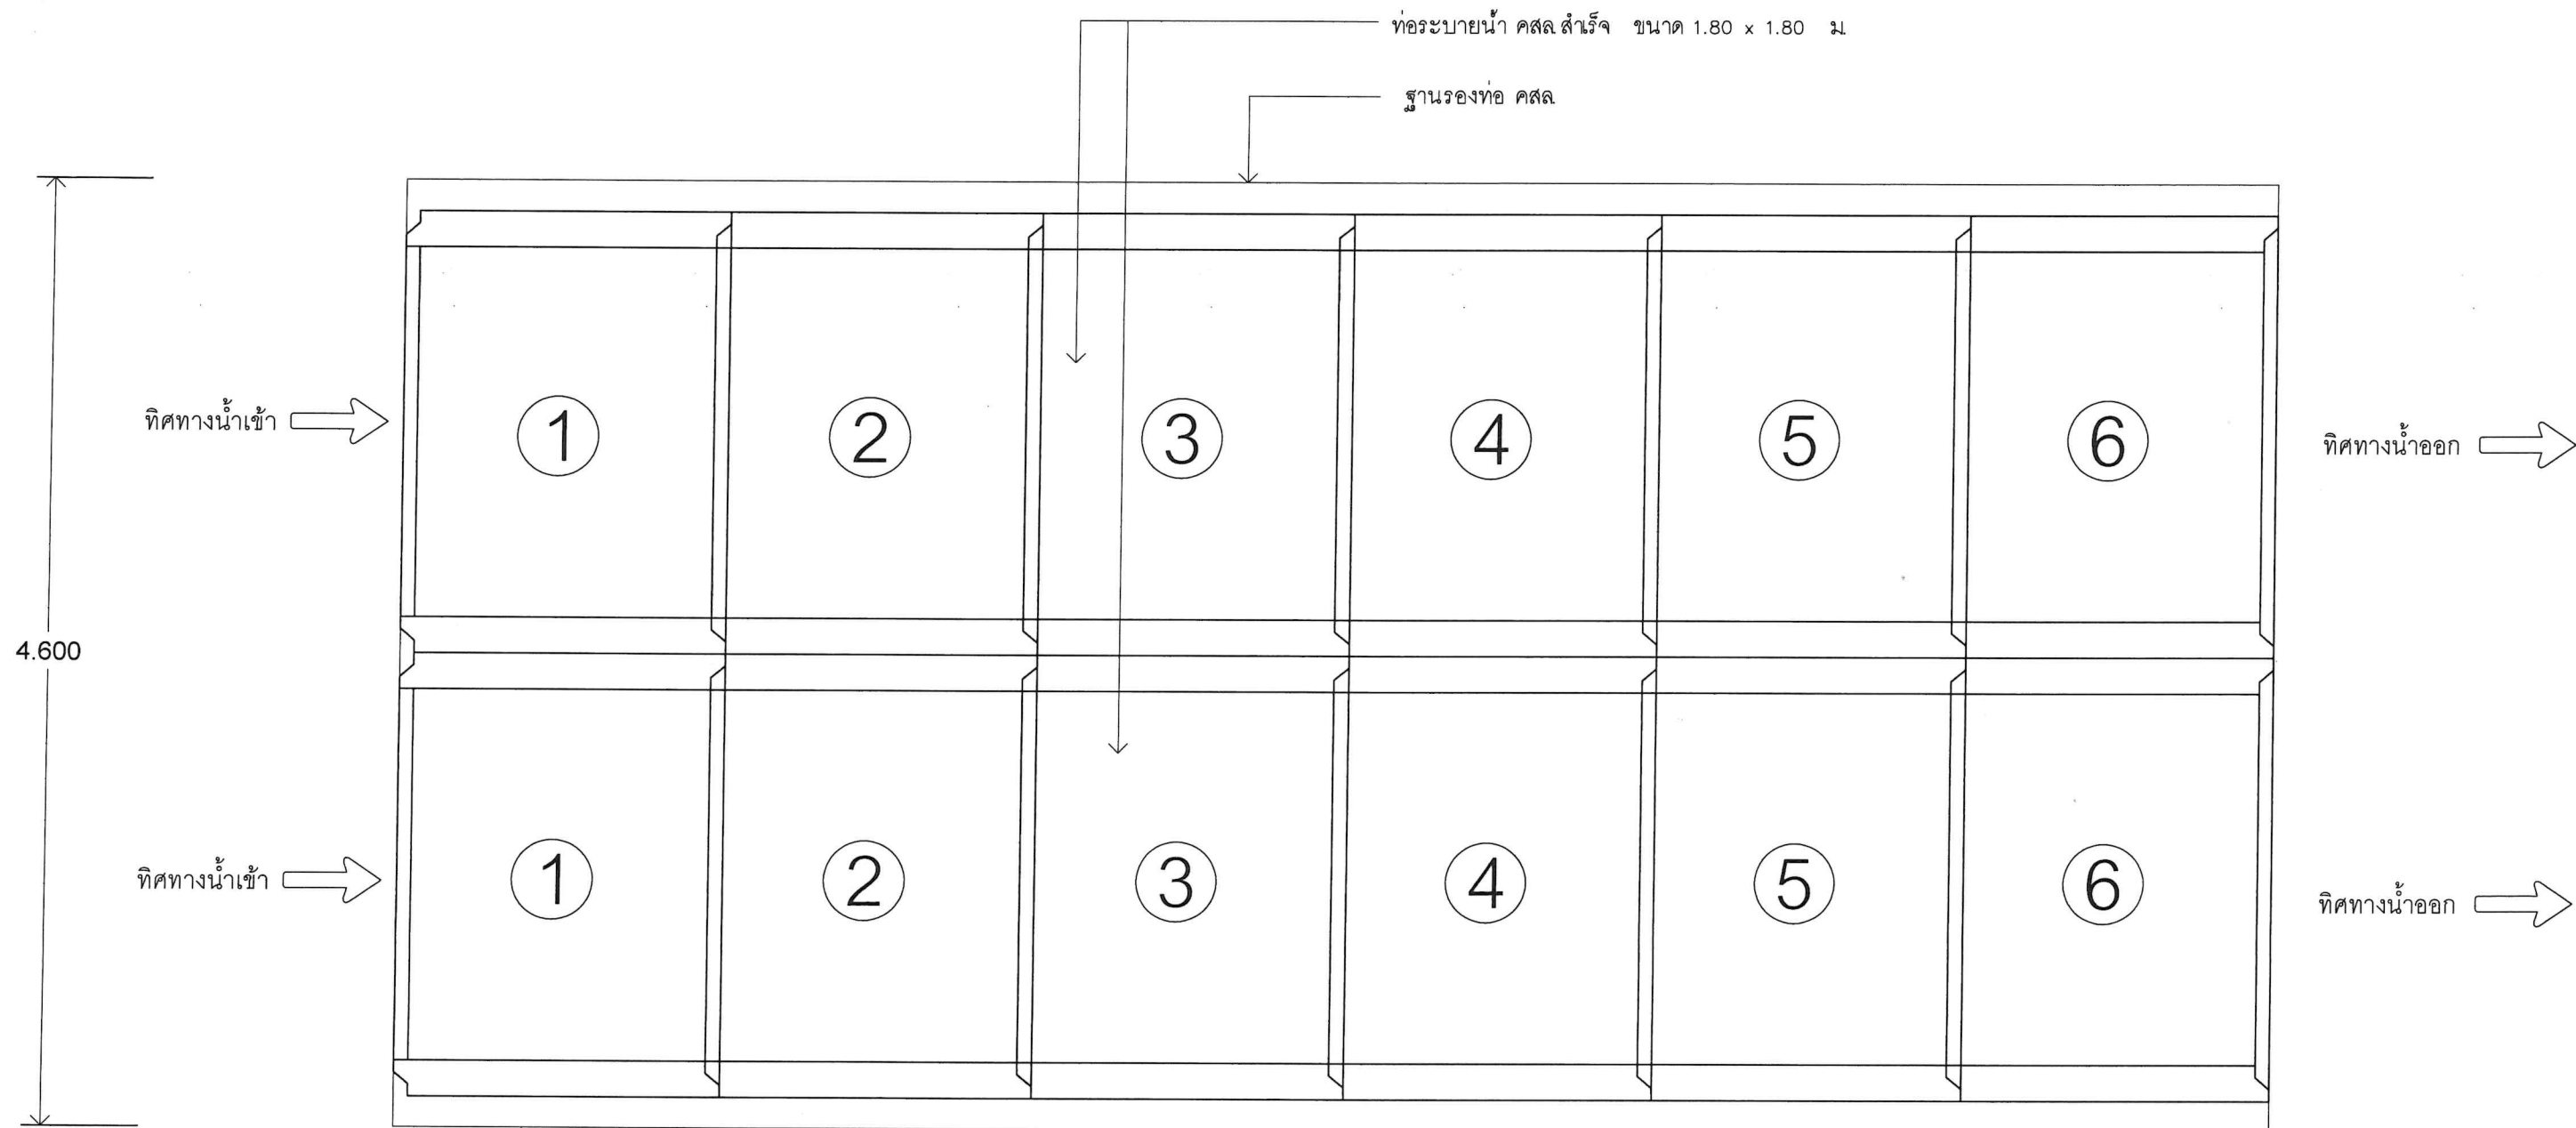 ท่อระบายน้ำ คสล.สำเร็จ ขนาด 1.80 x 1.80 ม.
ฐานรองท่อ คสล.
ทิศทางน้ำเข้า
1
2
3
4
5
6
ทิศทางน้ำออก
4.600
ทิศทางน้ำเข้า
1
2
3
4
5
6
ทิศทางน้ำออก